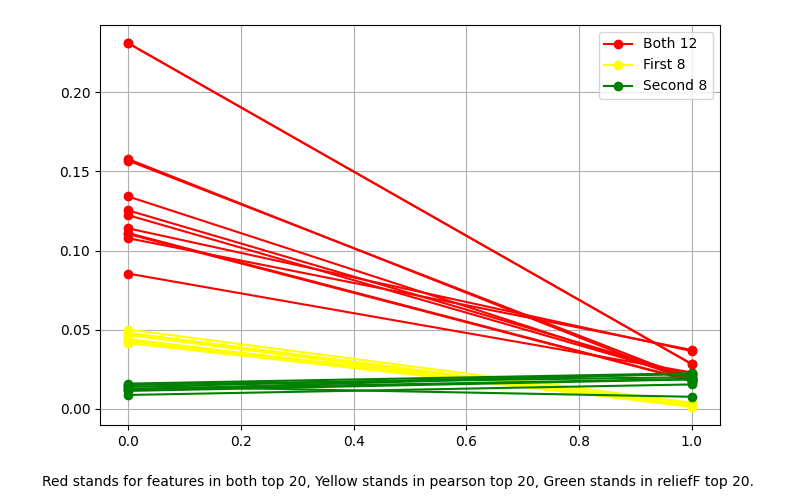 Both 12
First 8
Second 8
0.20
0.15
0.10
0.05
0.00
0.0 0.2 0.4 0.6 0.8 1.0
Red stands for features in both top 20, Yellow stands in pearson top 20, Green stands in reliefF top 20.